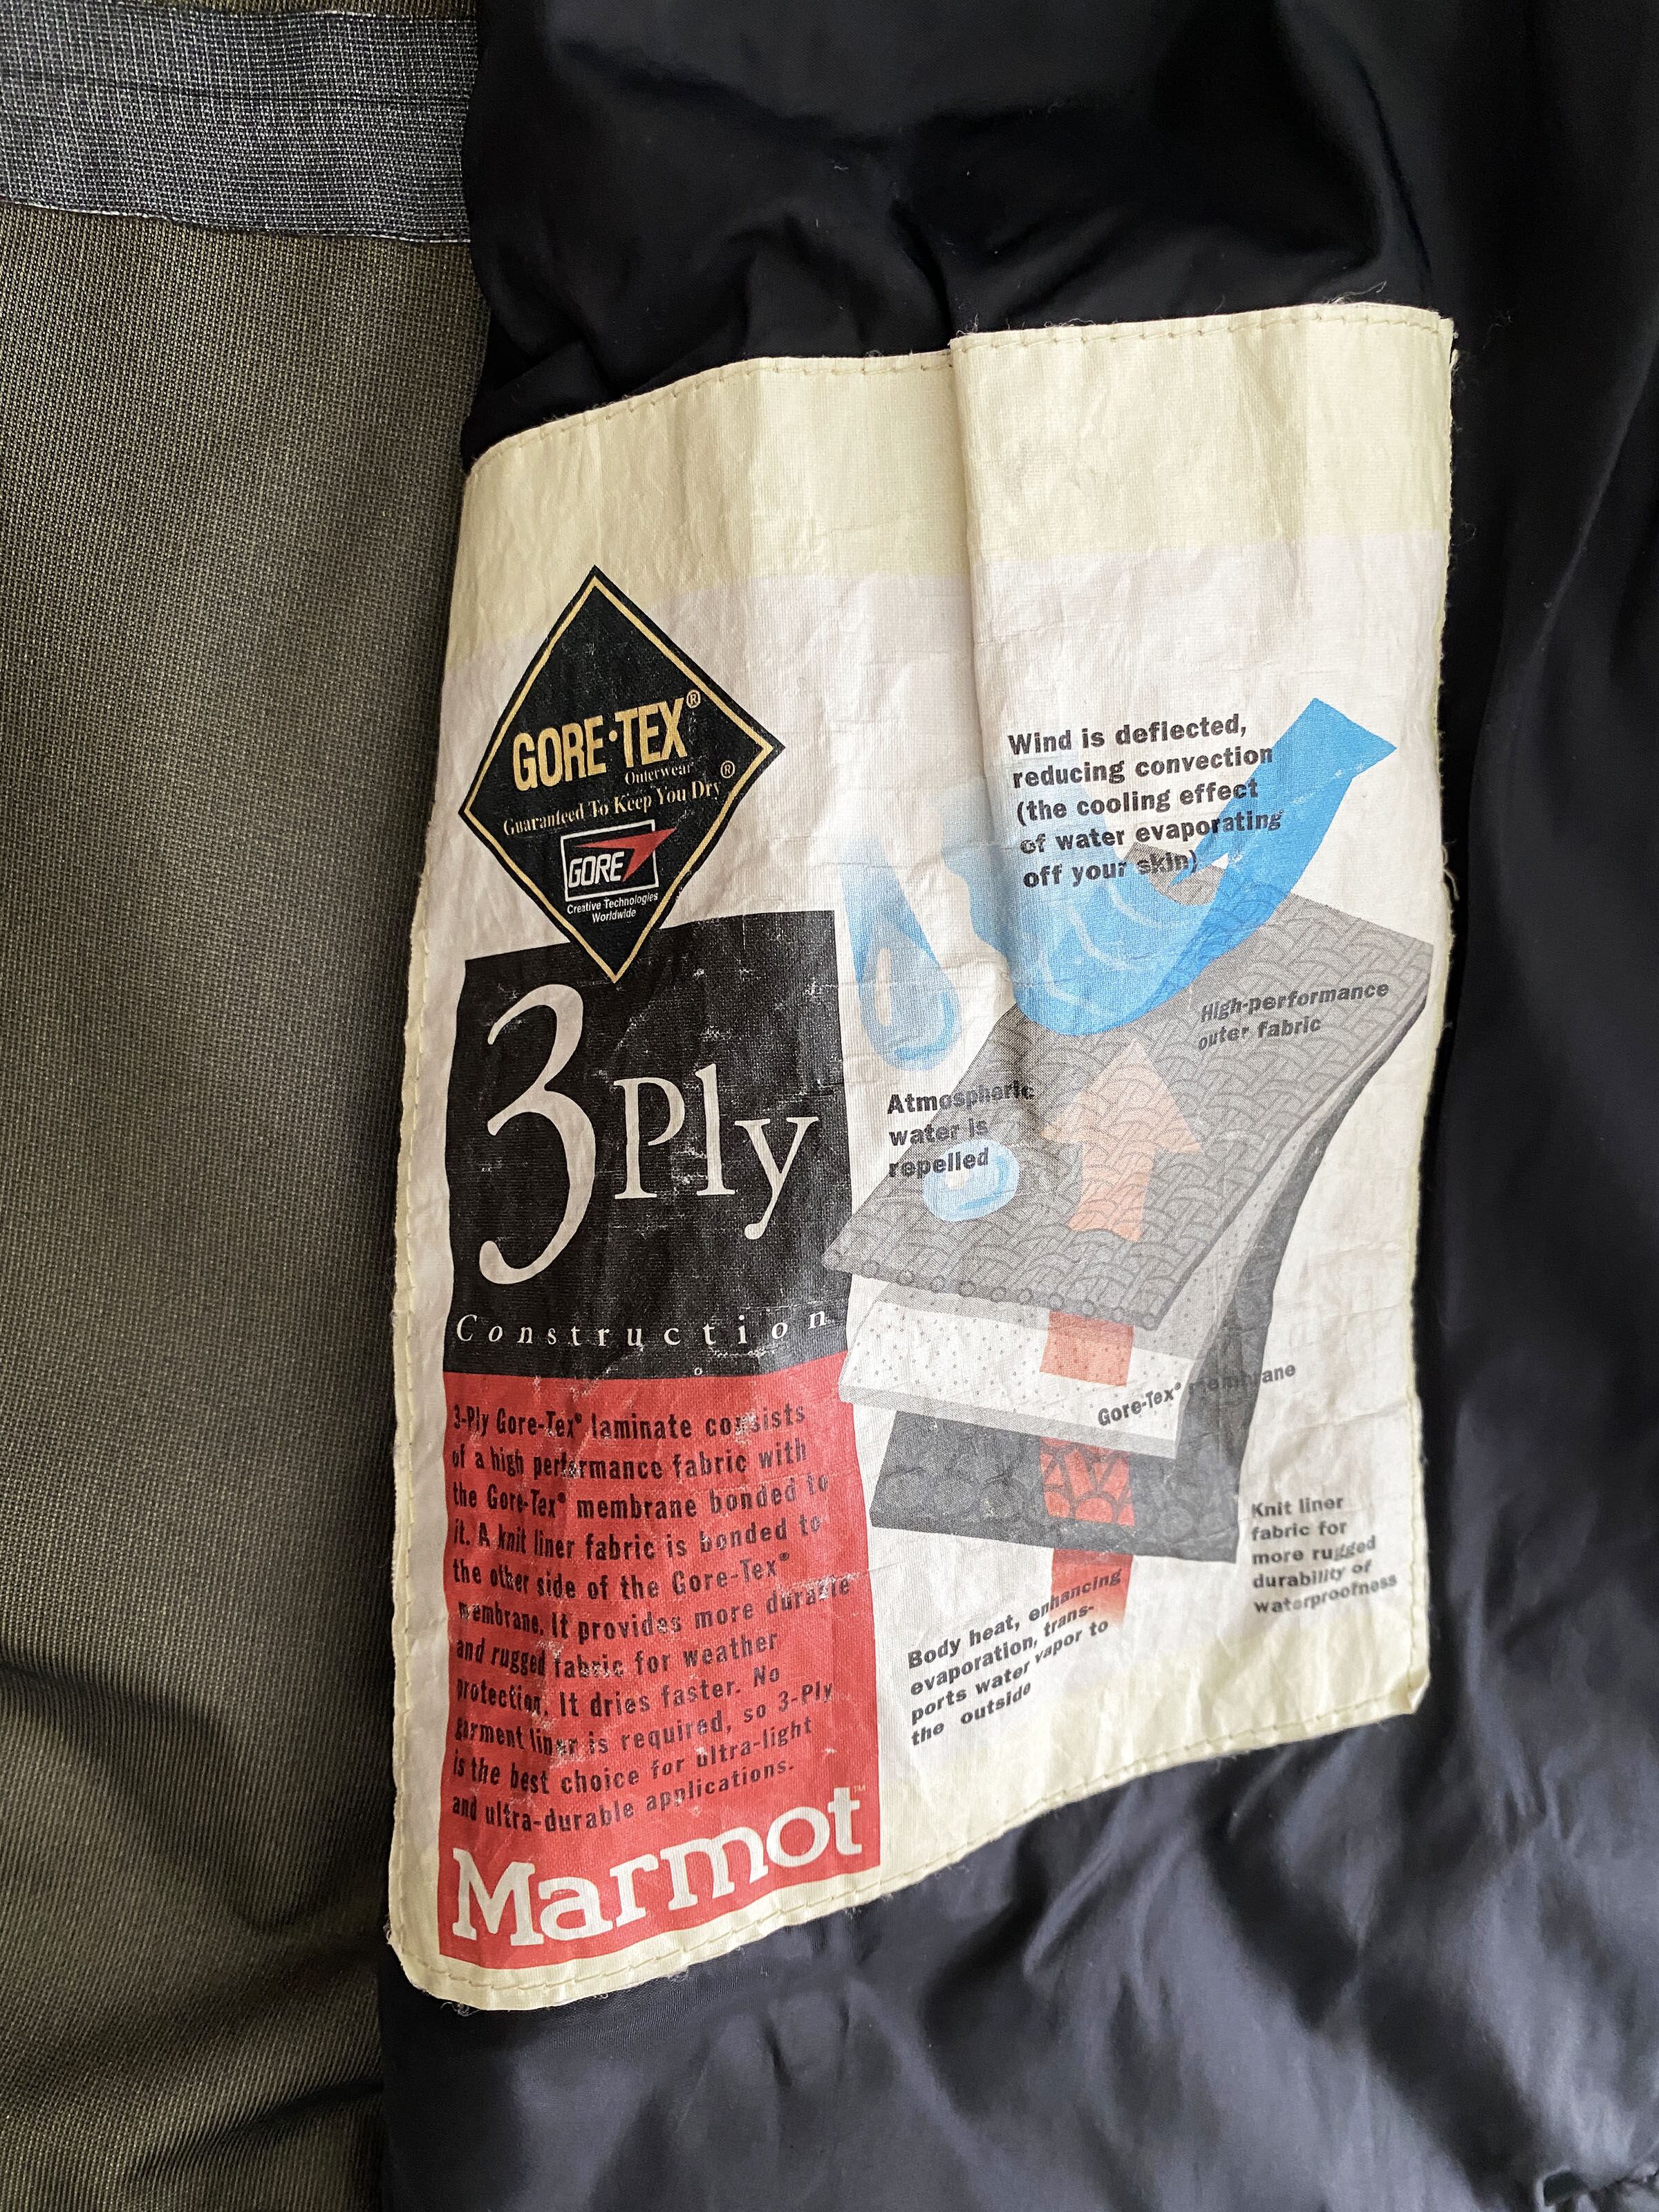 GORE-TEX®
Outerwear
Guaranteed To Keep You Dry®
GORE
Creative Technologies
Worldwide
3 Ply
Construction
3-Ply Gore-Tex® laminate consists
of a high performance fabric with
the Gore-Tex® membrane bonded to
it. A knit liner fabric is bonded to
the other side of the Gore-Tex®
membrane. It provides more durable
and rugged fabric for weather
protection. It dries faster. No
garment liner is required, so 3-Ply
is the best choice for ultra-light
and ultra-durable applications.
Marmot™
Wind is deflected,
reducing convection
(the cooling effect
of water evaporating
off your skin)
High-performance
outer fabric
Atmospheric
water is
repelled
Gore-Tex® membrane
Knit liner
fabric for
more rugged
durability of
waterproofness
Body heat, enhancing
evaporation, trans-
ports water vapor to
the outside